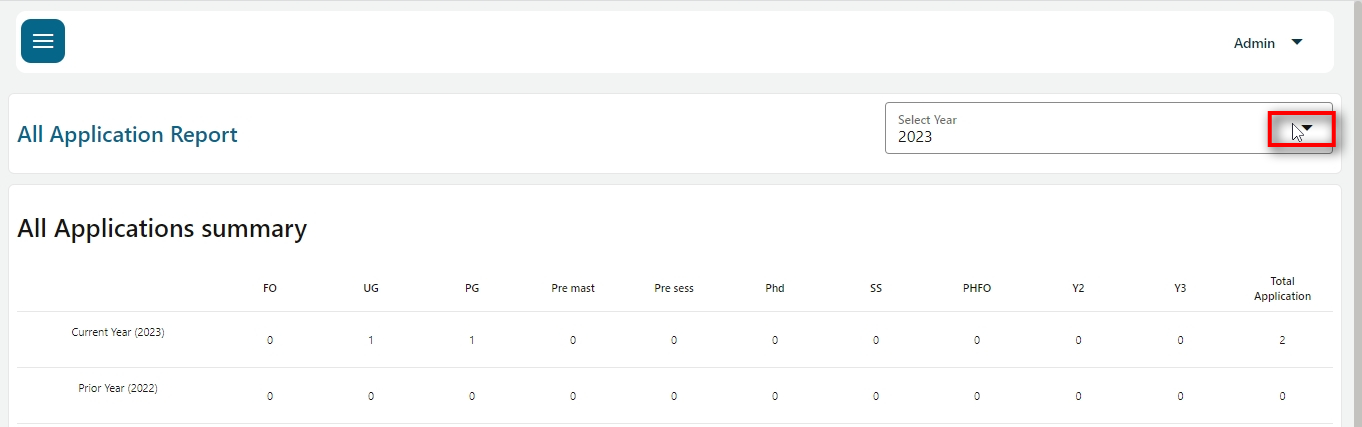 Admin
All Application Report
Select Year
2023
All Applications summary
FO UG PG Pre mast Pre sess Phd SS PHFO Y2 Y3 Total Application
Current Year (2023) 0 1 1 0 0 0 0 0 0 0 2
Prior Year (2022) 0 0 0 0 0 0 0 0 0 0 0